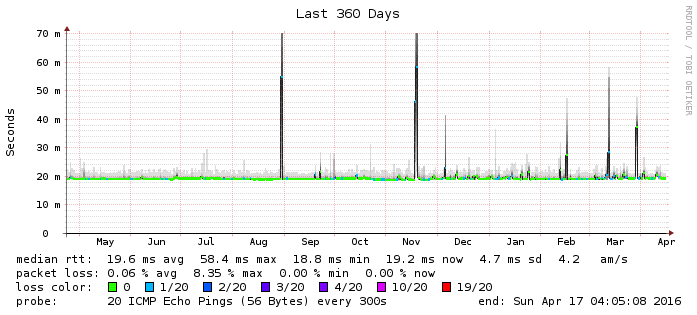 Last 360 Days
RRDTOOL / TOBI OETIKER
Seconds
70 m
60 m
50 m
40 m
30 m
20 m
10 m
0
May Jun Jul Aug Sep Oct Nov Dec Jan Feb Mar Apr
median rtt: 19.6 ms avg 58.4 ms max 18.8 ms min 19.2 ms now 4.7 ms sd 4.2 am/s
packet loss: 0.06 % avg 8.35 % max 0.00 % min 0.00 % now
loss color: 0 1/20 2/20 3/20 4/20 10/20 19/20
probe: 20 ICMP Echo Pings (56 Bytes) every 300s end: Sun Apr 17 04:05:08 2016